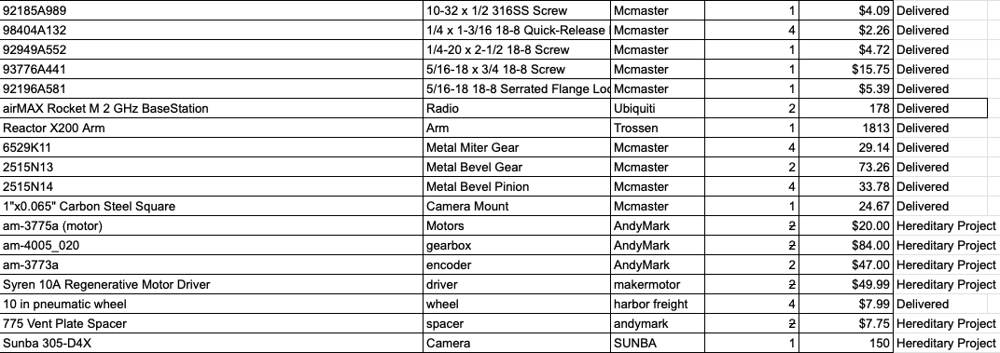 92185A989 10-32 x 1/2 316SS Screw Mcmaster 1 $4.09 Delivered
98404A132 1/4 x 1-3/16 18-8 Quick-Release Mcmaster 4 $2.26 Delivered
92949A552 1/4-20 x 2-1/2 18-8 Screw Mcmaster 1 $4.72 Delivered
93776A441 5/16-18 x 3/4 18-8 Screw Mcmaster 1 $15.75 Delivered
92196A581 5/16-18 18-8 Serrated Flange Loc Mcmaster 1 $5.39 Delivered
airMAX Rocket M 2 GHz BaseStation Radio Ubiquiti 2 178 Delivered
Reactor X200 Arm Arm Trossen 1 1813 Delivered
6529K11 Metal Miter Gear Mcmaster 4 29.14 Delivered
2515N13 Metal Bevel Gear Mcmaster 2 73.26 Delivered
2515N14 Metal Bevel Pinion Mcmaster 4 33.78 Delivered
1"x0.065" Carbon Steel Square Camera Mount Mcmaster 1 24.67 Delivered
am-3775a (motor) Motors AndyMark 2 $20.00 Hereditary Project
am-4005_020 gearbox AndyMark 2 $84.00 Hereditary Project
am-3773a encoder AndyMark 2 $47.00 Hereditary Project
Syren 10A Regenerative Motor Driver driver makermotor 2 $49.99 Hereditary Project
10 in pneumatic wheel wheel harbor freight 4 $7.99 Delivered
775 Vent Plate Spacer spacer andymark 2 $7.75 Hereditary Project
Sunba 305-D4X Camera SUNBA 1 150 Hereditary Project